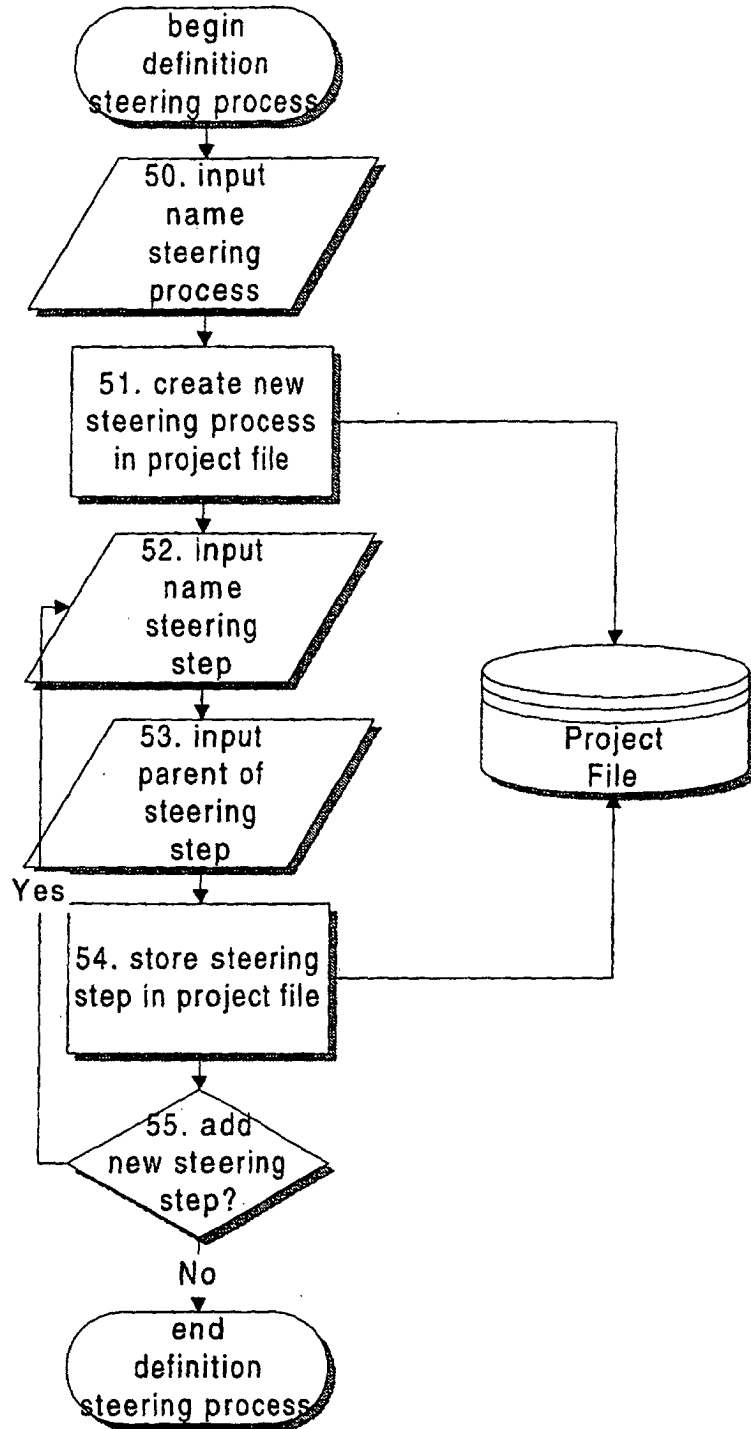 begin
definition
steering process
50. input
name
steering
process
51. create new
steering process
in project file
52. input
name
steering
step
53. input
parent of
steering
step
Project
File
Yes
54. store steering
step in project file
55. add
new steering
step?
No
end
definition
steering process